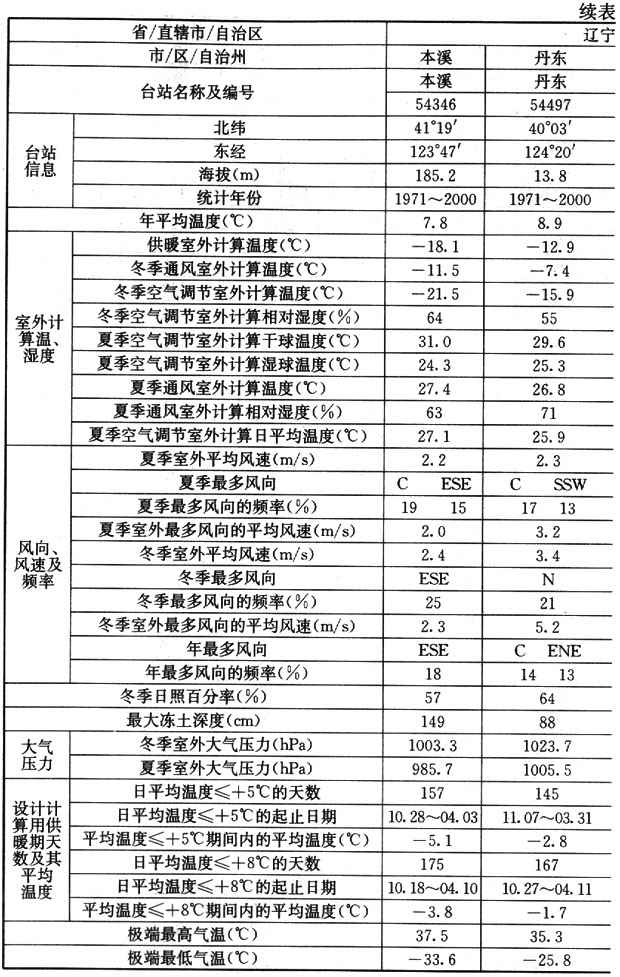 续表
省/直辖市/自治区 辽宁
市/区/自治州 本溪 丹东
台站名称及编号 本溪 丹东
54346 54497
台站信息 北纬 41°19′ 40°03′
东经 123°47′ 124°20′
海拔(m) 185.2 13.8
统计年份 1971～2000 1971～2000
年平均温度(℃) 7.8 8.9
室外计算温、湿度 供暖室外计算温度(℃) －18.1 －12.9
冬季通风室外计算温度(℃) －11.5 －7.4
冬季空气调节室外计算温度(℃) －21.5 －15.9
冬季空气调节室外计算相对湿度(%) 64 55
夏季空气调节室外计算干球温度(℃) 31.0 29.6
夏季空气调节室外计算湿球温度(℃) 24.3 25.3
夏季通风室外计算温度(℃) 27.4 26.8
夏季通风室外计算相对湿度(%) 63 71
夏季空气调节室外计算日平均温度(℃) 27.1 25.9
风向、风速及频率 夏季室外平均风速(m/s) 2.2 2.3
夏季最多风向 C ESE C SSW
夏季最多风向的频率(%) 19 15 17 13
夏季室外最多风向的平均风速(m/s) 2.0 3.2
冬季室外平均风速(m/s) 2.4 3.4
冬季最多风向 ESE N
冬季最多风向的频率(%) 25 21
冬季室外最多风向的平均风速(m/s) 2.3 5.2
年最多风向 ESE C ENE
年最多风向的频率(%) 18 14 13
冬季日照百分率(%) 57 64
最大冻土深度(cm) 149 88
大气压力 冬季室外大气压力(hPa) 1003.3 1023.7
夏季室外大气压力(hPa) 985.7 1005.5
设计计算用供暖期天数及其平均温度 日平均温度≤＋5℃的天数 157 145
日平均温度≤＋5℃的起止日期 10.28～04.03 11.07～03.31
平均温度≤＋5℃期间内的平均温度(℃) －5.1 －2.8
日平均温度≤＋8℃的天数 175 167
日平均温度≤＋8℃的起止日期 10.18～04.10 10.27～04.11
平均温度≤＋8℃期间内的平均温度(℃) －3.8 －1.7
极端最高气温(℃) 37.5 35.3
极端最低气温(℃) －33.6 －25.8